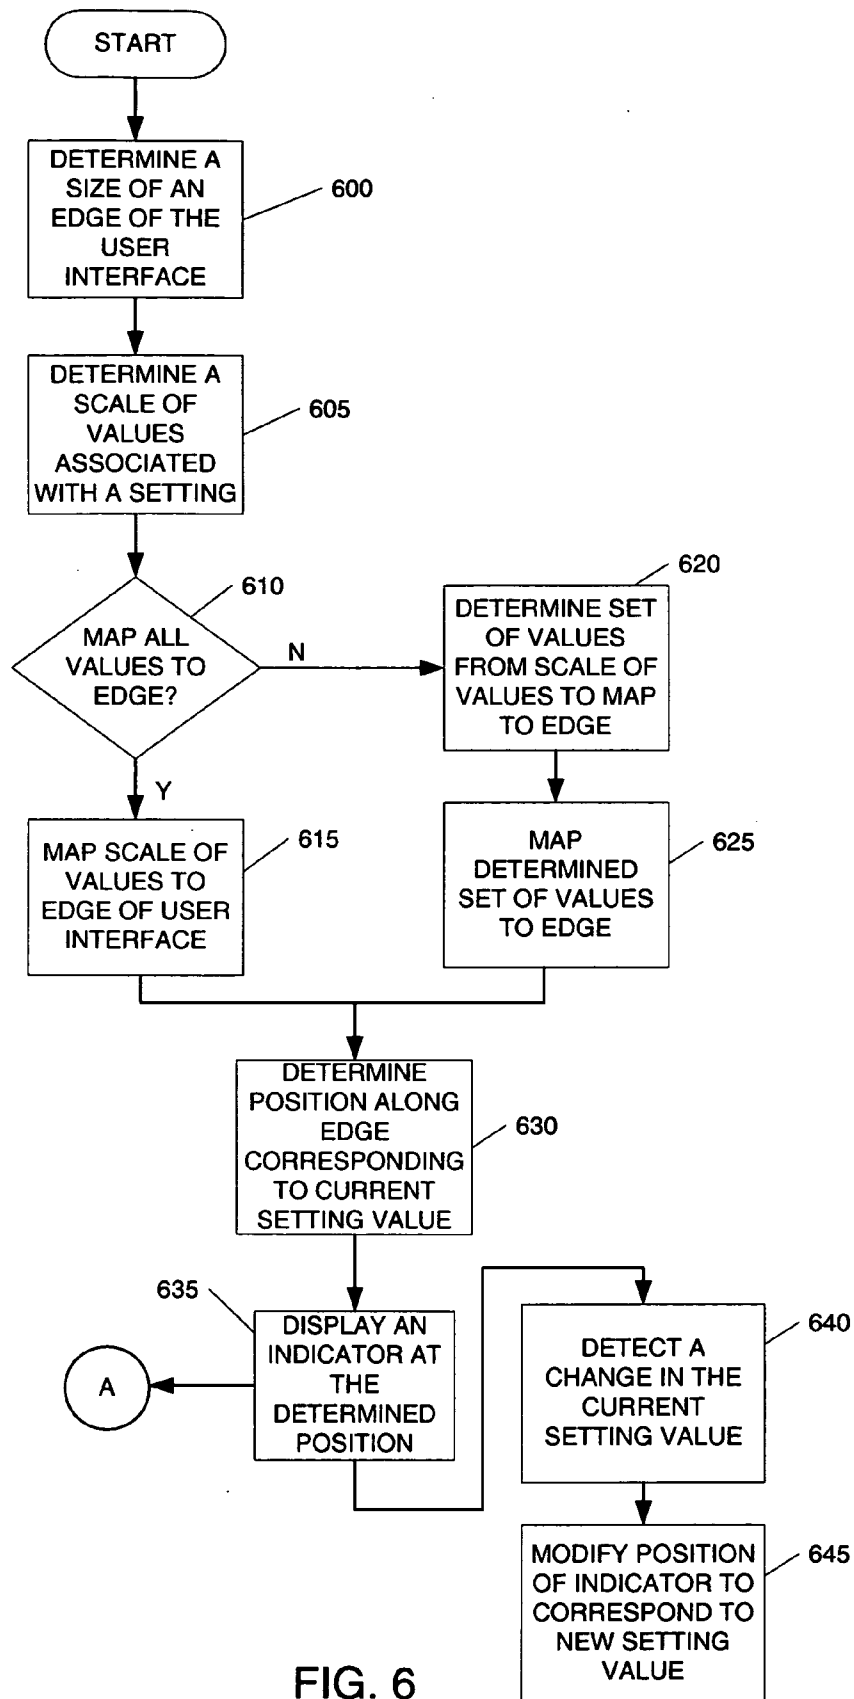 START
DETERMINE A
SIZE OF AN
EDGE OF THE
USER
INTERFACE
600
DETERMINE A
SCALE OF
VALUES
ASSOCIATED
WITH A SETTING
605
610
MAP ALL
VALUES TO
EDGE?
N
Y
620
DETERMINE SET
OF VALUES
FROM SCALE OF
VALUES TO MAP
TO EDGE
615
MAP SCALE OF
VALUES TO
EDGE OF USER
INTERFACE
625
MAP
DETERMINED
SET OF VALUES
TO EDGE
DETERMINE
POSITION ALONG
EDGE
CORRESPONDING
TO CURRENT
SETTING VALUE
630
635
DISPLAY AN
INDICATOR AT
THE
DETERMINED
POSITION
A
640
DETECT A
CHANGE IN THE
CURRENT
SETTING VALUE
645
MODIFY POSITION
OF INDICATOR TO
CORRESPOND TO
NEW SETTING
VALUE
FIG. 6